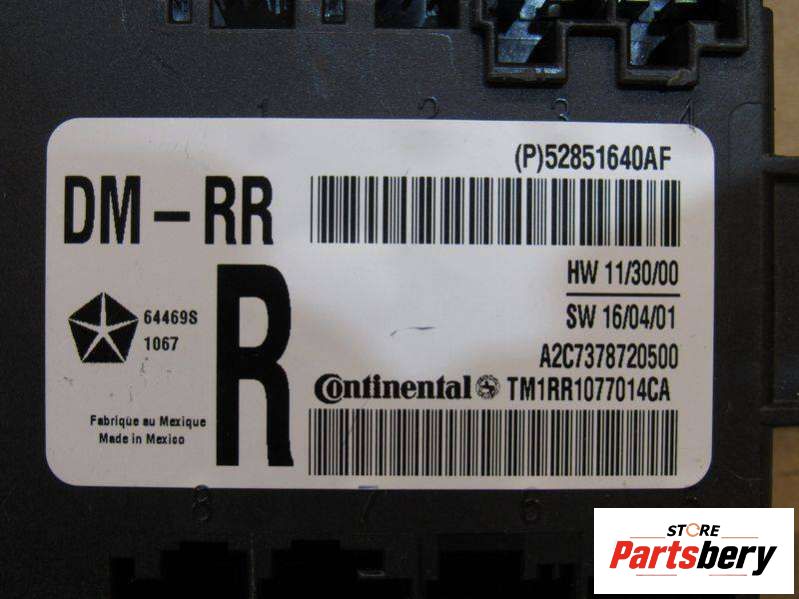 1 2 3 4
(P)52851640AF
DM-RR
HW 11/30/00
SW 16/04/01
64469S
1067
R
A2C7378720500
Continental TM1RR1077014CA
Fabrique au Mexique
Made in Mexico
8 7 6
STORE
Partsbery